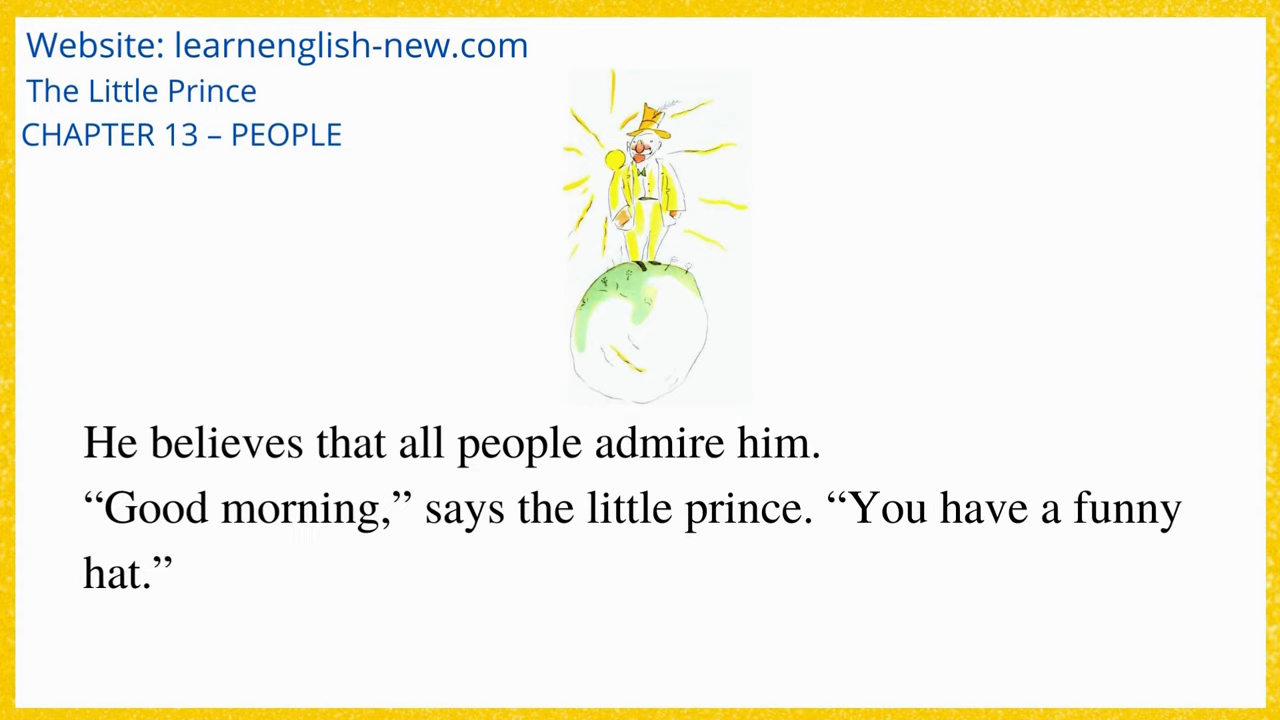 Website: learnenglish-new.com
The Little Prince
CHAPTER 13 – PEOPLE
He believes that all people admire him.
“Good morning,” says the little prince. “You have a funny
hat.”